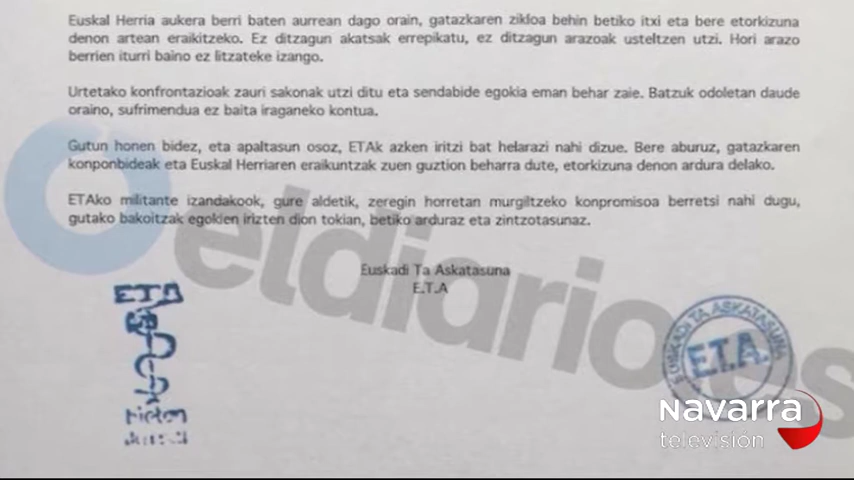 Euskal Herria aukera berri baten aurrean dago orain, gatazkaren zikloa behin betiko itxi eta bere etorkizuna
denon artean eraikitzeko. Ez ditzagun akatsak errepikatu, ez ditzagun arazoak usteltzen utzi. Hori arazo
berrien iturri baino ez litzateke izango.
Urtetako konfrontazioak zauri sakonak utzi ditu eta sendabide egokia eman behar zaie. Batzuk odoletan daude
oraino, sufrimendua ez baita iraganeko kontua.
Gutun honen bidez, eta apaltasun osoz, ETAk azken iritzi bat helarazi nahi dizue. Bere aburuz, gatazkaren
konponbideak eta Euskal Herriaren eraikuntzak zuen guztion beharra dute, etorkizuna denon ardura delako.
ETAko militante izandakook, gure aldetik, zeregin horretan murgiltzeko konpromisoa berretsi nahi dugu,
gutako bakoitzak egokien irizten dion tokian, betiko arduraz eta zintzotasunaz.
Euskadi Ta Askatasuna
E.T.A
eldiario.es
ETA
EUSKADI TA ASKATASUNA
E.T.A.
Navarra
televisión